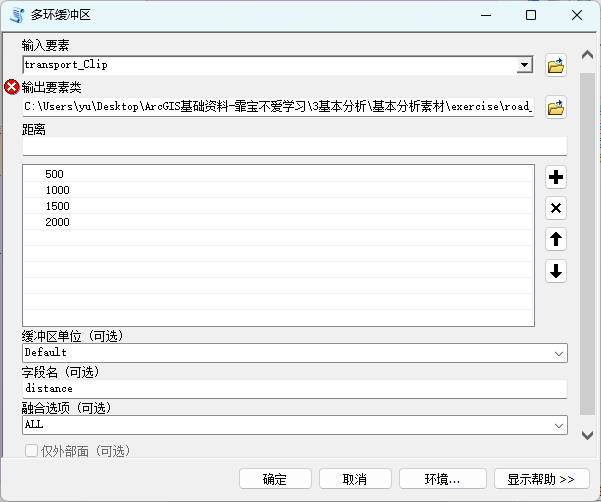 多环缓冲区
输入要素
transport_Clip
输出要素类
C:\Users\yu\Desktop\ArcGIS基础资料-霏宝不爱学习\3基本分析\基本分析素材\exercise\road_
距离
500
1000
1500
2000
缓冲区单位（可选）
Default
字段名（可选）
distance
融合选项（可选）
ALL
仅外部面（可选）
确定
取消
环境...
显示帮助 >>